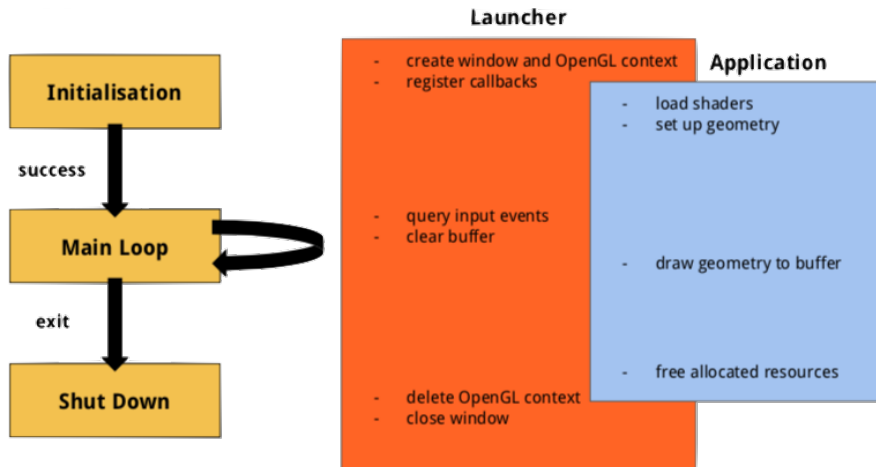 Launcher
Application
Initialisation
success
Main Loop
exit
Shut Down
- create window and OpenGL context
- register callbacks
- query input events
- clear buffer
- delete OpenGL context
- close window
- load shaders
- set up geometry
- draw geometry to buffer
- free allocated resources